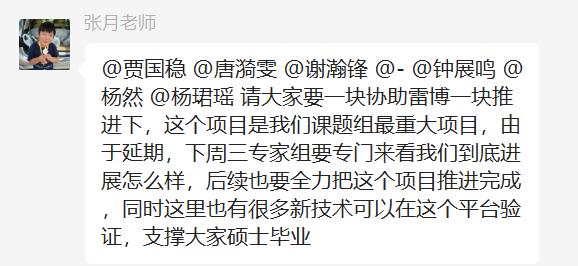 张月老师
@贾国稳 @唐漪雯 @谢瀚锋 @- @钟展鸣 @
杨然 @杨珺瑶 请大家要一块协助雷博一块推
进下，这个项目是我们课题组最重大项目，由
于延期，下周三专家组要专门来看我们到底进
展怎么样，后续也要全力把这个项目推进完成
，同时这里也有很多新技术可以在这个平台验
证，支撑大家硕士毕业